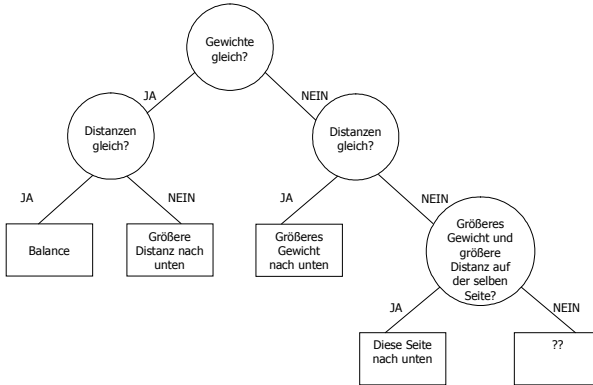 Gewichte
gleich?
JA
NEIN
Distanzen
gleich?
Distanzen
gleich?
JA
NEIN
JA
NEIN
Balance
Größere
Distanz nach
unten
Größeres
Gewicht
nach unten
Größeres
Gewicht und
größere
Distanz auf
der selben
Seite?
JA
NEIN
Diese Seite
nach unten
??